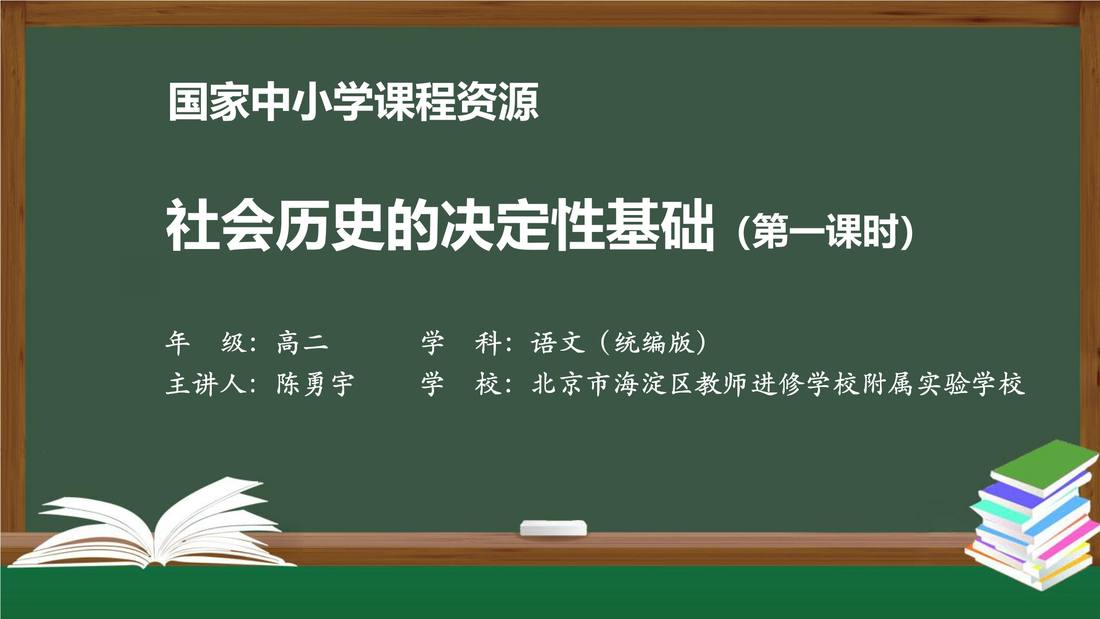 国家中小学课程资源
社会历史的决定性基础（第一课时）
年 级：高二 学 科：语文（统编版）
主讲人：陈勇宇 学 校：北京市海淀区教师进修学校附属实验学校